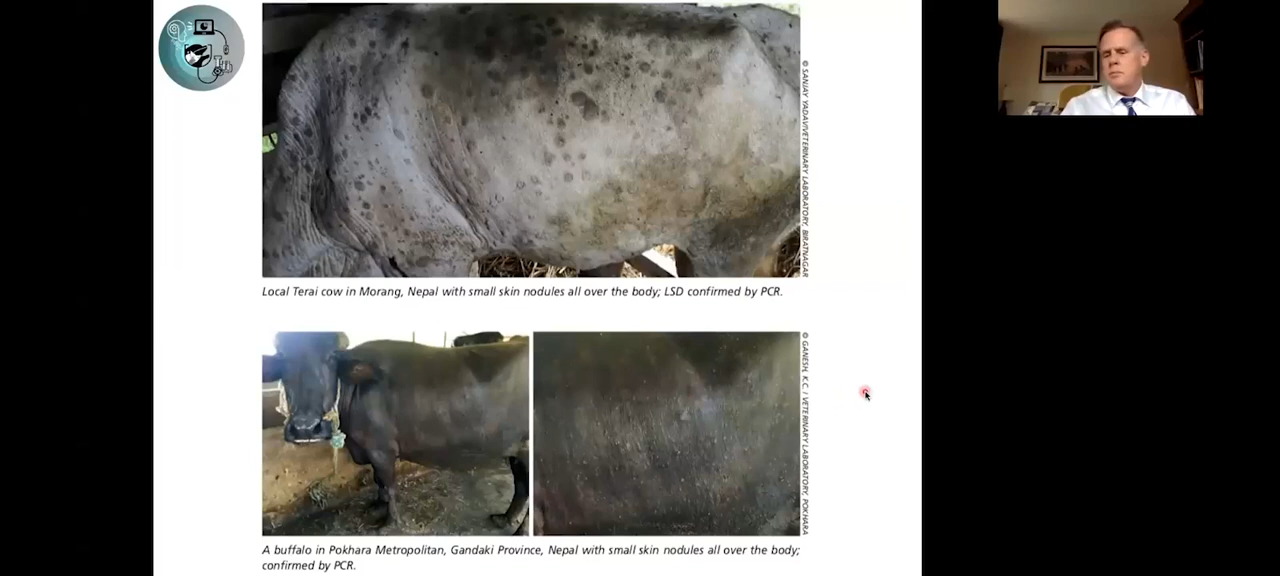 © SANJAY YADAV/VETERINARY LABORATORY, BIRATNAGAR
Local Terai cow in Morang, Nepal with small skin nodules all over the body; LSD confirmed by PCR.
© GANESH, K.C. / VETERINARY LABORATORY, POKHARA
A buffalo in Pokhara Metropolitan, Gandaki Province, Nepal with small skin nodules all over the body;
confirmed by PCR.